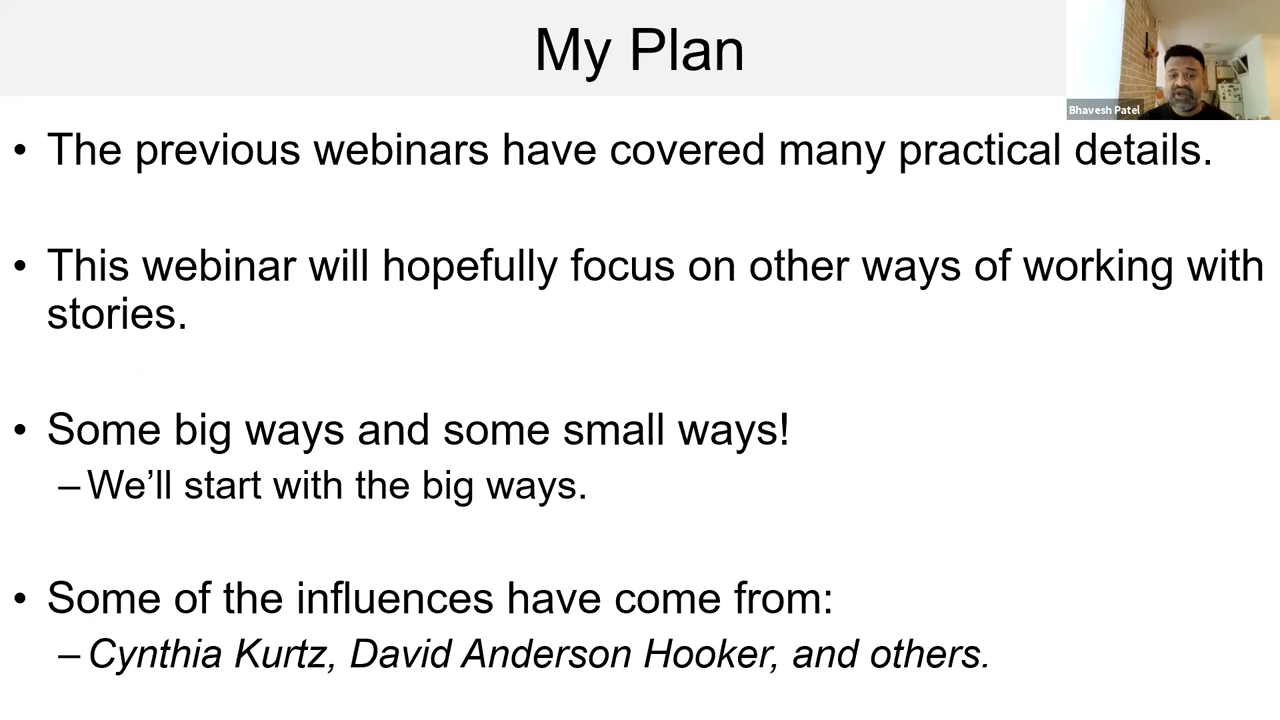 My Plan
Bhavesh Patel
• The previous webinars have covered many practical details.
• This webinar will hopefully focus on other ways of working with
stories.
• Some big ways and some small ways!
– We’ll start with the big ways.
• Some of the influences have come from:
– Cynthia Kurtz, David Anderson Hooker, and others.